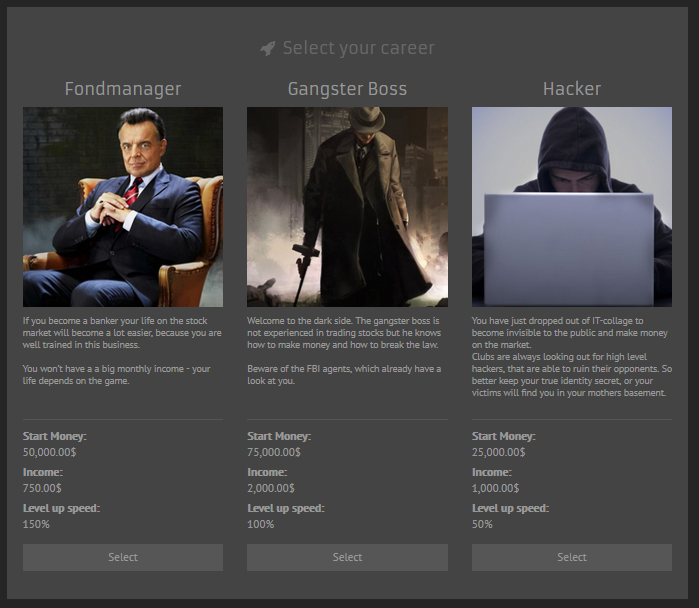 Select your career
Fondmanager
If you become a banker your life on the stock
market will become a lot easier, because you are
well trained in this business.
You won't have a a big monthly income - your
life depends on the game.
Start Money:
50,000.00$
Income:
750.00$
Level up speed:
150%
Select
Gangster Boss
Welcome to the dark side. The gangster boss is
not experienced in trading stocks but he knows
how to make money and how to break the law.
Beware of the FBI agents, which already have a
look at you.
Start Money:
75,000.00$
Income:
2,000.00$
Level up speed:
100%
Select
Hacker
You have just dropped out of IT-collage to
become invisible to the public and make money
on the market.
Clubs are always looking out for high level
hackers, that are able to ruin their opponents. So
better keep your true identity secret, or your
victims will find you in your mothers basement.
Start Money:
25,000.00$
Income:
1,000.00$
Level up speed:
50%
Select